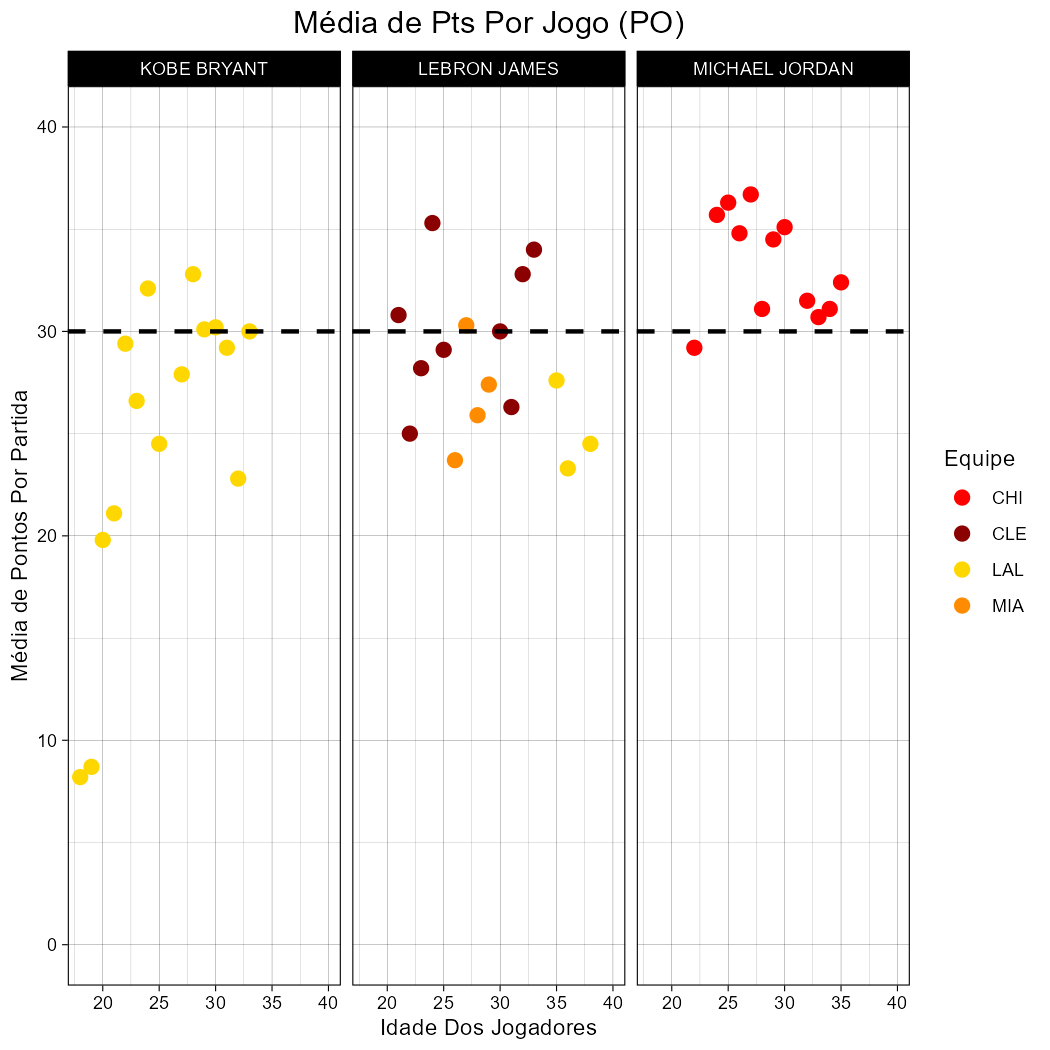 Média de Pts Por Jogo (PO)
KOBE BRYANT
LEBRON JAMES
MICHAEL JORDAN
40
30
20
10
0
Média de Pontos Por Partida
20 25 30 35 40
20 25 30 35 40
20 25 30 35 40
Idade Dos Jogadores
Equipe
CHI
CLE
LAL
MIA